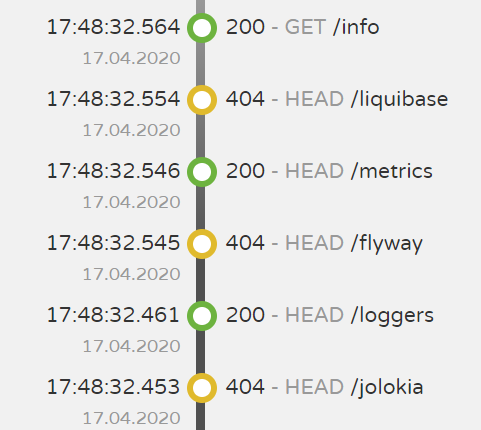 17:48:32.564 200 - GET /info
17.04.2020
17:48:32.554 404 - HEAD /liquibase
17.04.2020
17:48:32.546 200 - HEAD /metrics
17.04.2020
17:48:32.545 404 - HEAD /flyway
17.04.2020
17:48:32.461 200 - HEAD /loggers
17.04.2020
17:48:32.453 404 - HEAD /jolokia
17.04.2020